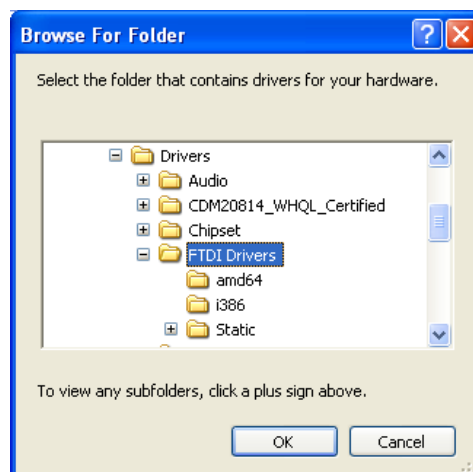 Browse For Folder
Select the folder that contains drivers for your hardware.
Drivers
Audio
CDM20814_WHQL_Certified
Chipset
FTDI Drivers
amd64
i386
Static
To view any subfolders, click a plus sign above.
OK Cancel